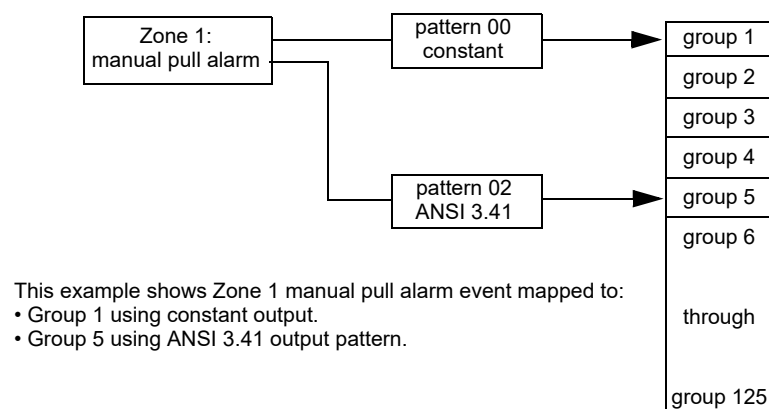 Zone 1:
manual pull alarm
pattern 00
constant
group 1
group 2
group 3
group 4
pattern 02
ANSI 3.41
group 5
group 6
through
group 125
This example shows Zone 1 manual pull alarm event mapped to:
• Group 1 using constant output.
• Group 5 using ANSI 3.41 output pattern.